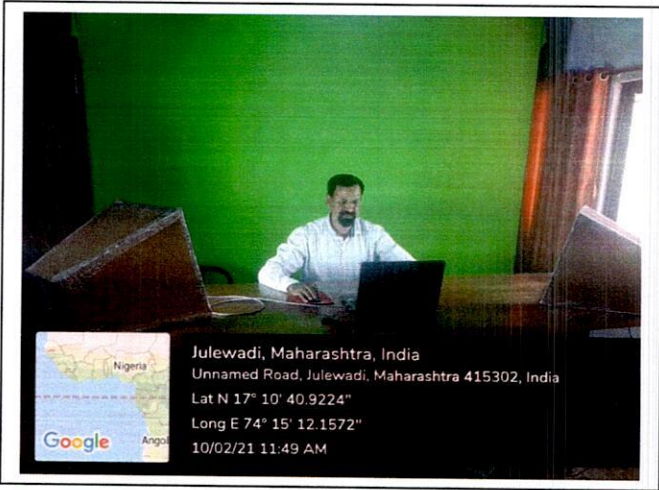 Julewadi, Maharashtra, India
Unnamed Road, Julewadi, Maharashtra 415302, India
Lat N 17° 10' 40.9224"
Long E 74° 15' 12.1572"
10/02/21 11:49 AM
Nigeria
Google
Angol